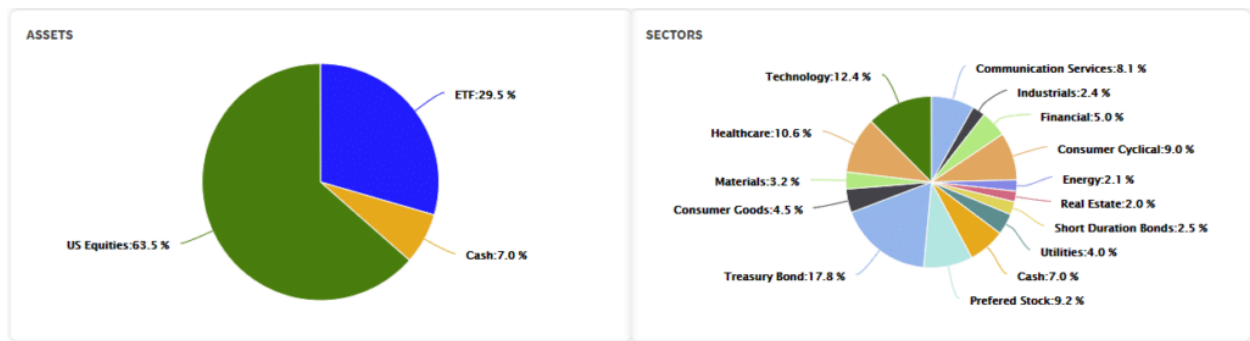 ASSETS
ETF:29.5 %
Cash:7.0 %
US Equities:63.5 %
SECTORS
Communication Services:8.1 %
Industrials:2.4 %
Financial:5.0 %
Consumer Cyclical:9.0 %
Energy:2.1 %
Real Estate:2.0 %
Short Duration Bonds:2.5 %
Utilities:4.0 %
Cash:7.0 %
Prefered Stock:9.2 %
Treasury Bond:17.8 %
Consumer Goods:4.5 %
Materials:3.2 %
Healthcare:10.6 %
Technology:12.4 %